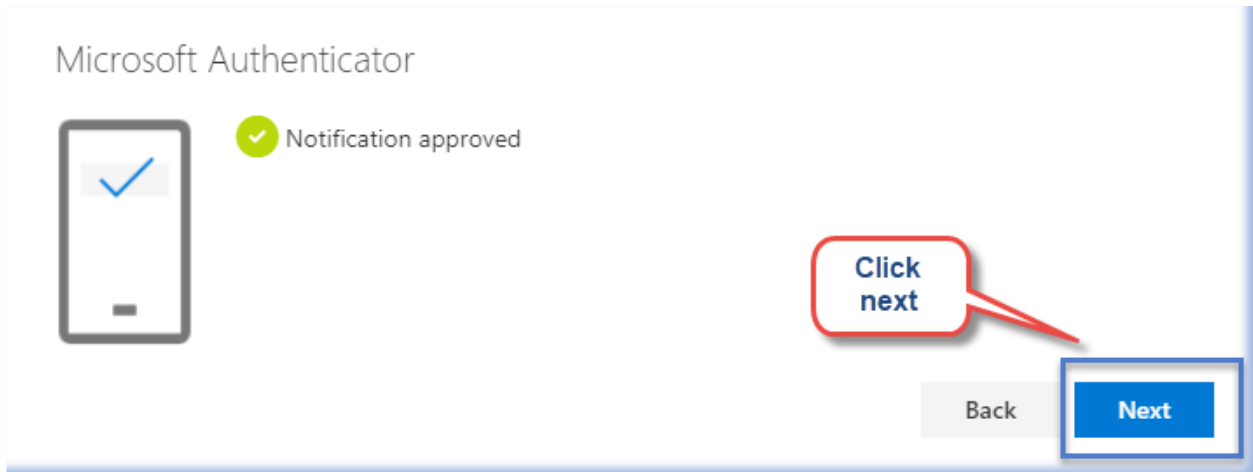 Microsoft Authenticator
Notification approved
Click
next
Back
Next